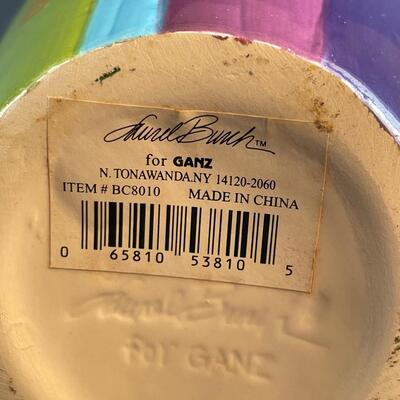 Laurel Burch™
for GANZ
N. TONAWANDA.NY 14120-2060
ITEM # BC8010 MADE IN CHINA
0 65810 53810 5
Laurel Burch
for GANZ